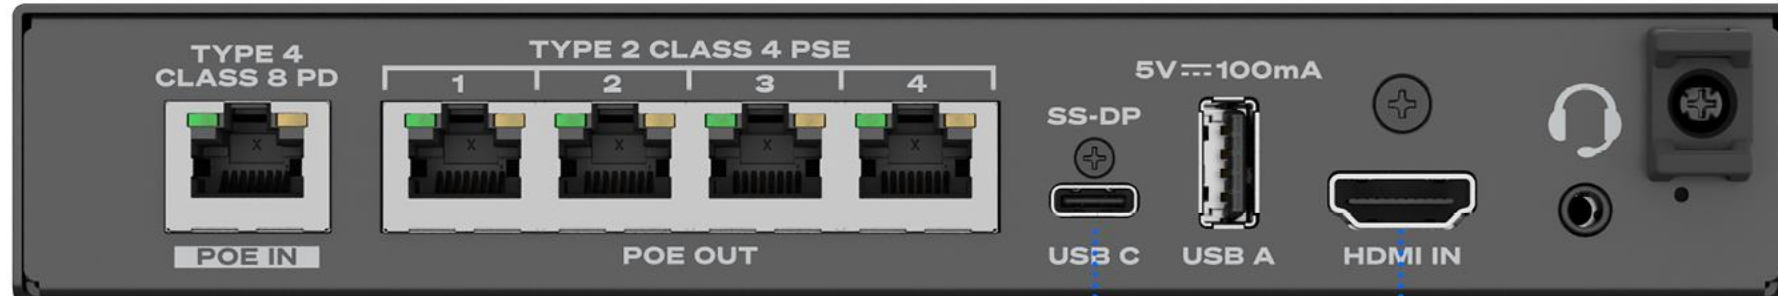 TYPE 4
CLASS 8 PD
POE IN
TYPE 2 CLASS 4 PSE
1 2 3 4
POE OUT
SS-DP
USB C
5V⎓100mA
USB A
HDMI IN